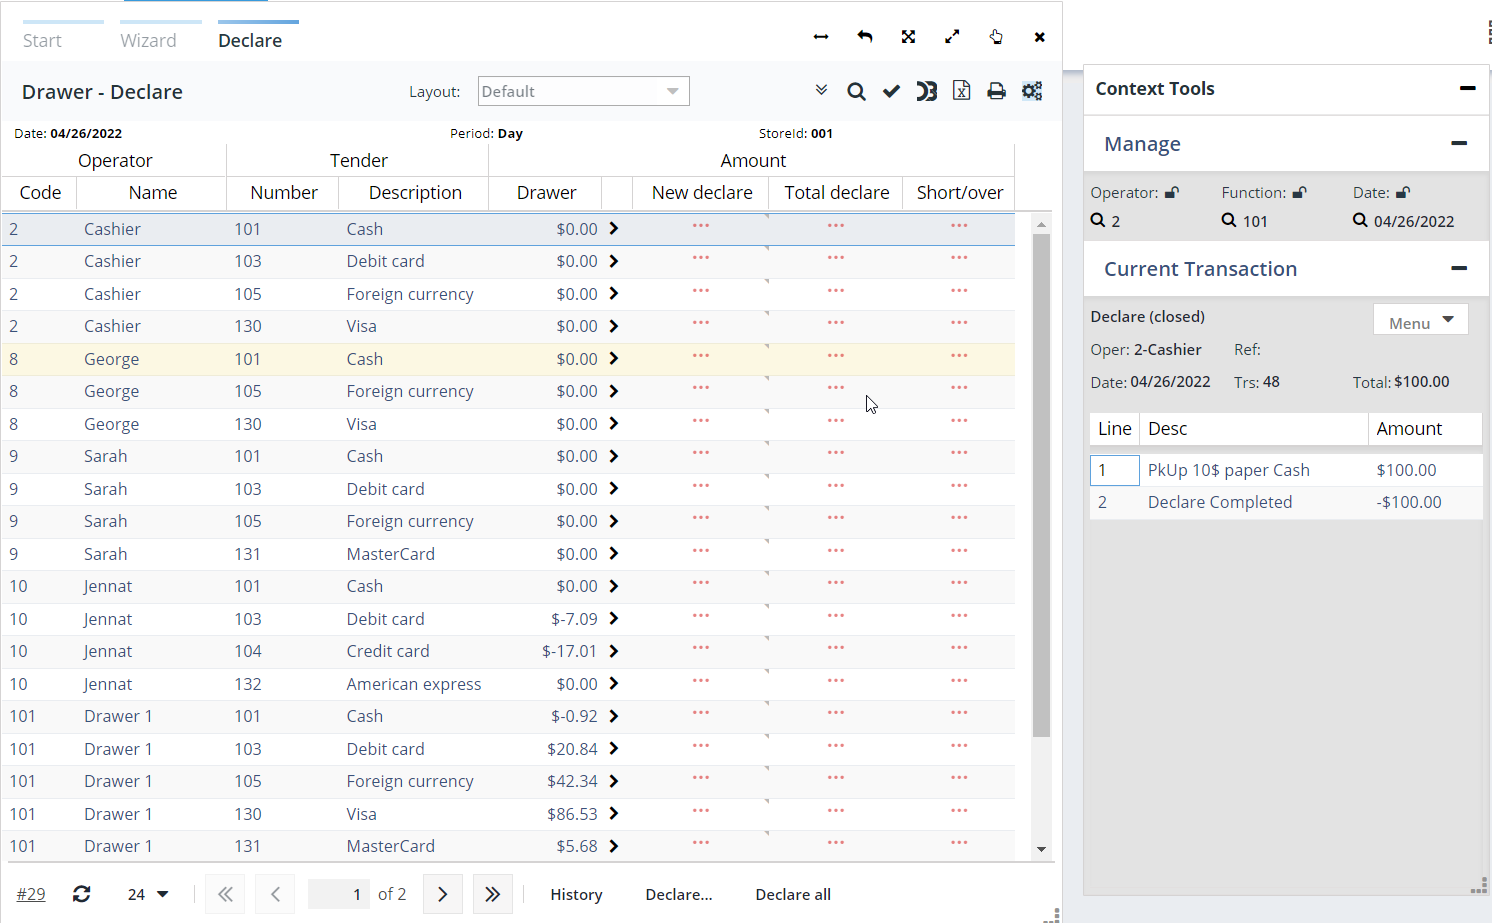 Start Wizard Declare
Drawer - Declare Layout: Default
Date: 04/26/2022 Period: Day StoreId: 001
Operator Tender Amount
Code Name Number Description Drawer New declare Total declare Short/over
2 Cashier 101 Cash $0.00 ... ... ...
2 Cashier 103 Debit card $0.00 ... ... ...
2 Cashier 105 Foreign currency $0.00 ... ... ...
2 Cashier 130 Visa $0.00 ... ... ...
8 George 101 Cash $0.00 ... ... ...
8 George 105 Foreign currency $0.00 ... ... ...
8 George 130 Visa $0.00 ... ... ...
9 Sarah 101 Cash $0.00 ... ... ...
9 Sarah 103 Debit card $0.00 ... ... ...
9 Sarah 105 Foreign currency $0.00 ... ... ...
9 Sarah 131 MasterCard $0.00 ... ... ...
10 Jennat 101 Cash $0.00 ... ... ...
10 Jennat 103 Debit card $-7.09 ... ... ...
10 Jennat 104 Credit card $-17.01 ... ... ...
10 Jennat 132 American express $0.00 ... ... ...
101 Drawer 1 101 Cash $-0.92 ... ... ...
101 Drawer 1 103 Debit card $20.84 ... ... ...
101 Drawer 1 105 Foreign currency $42.34 ... ... ...
101 Drawer 1 130 Visa $86.53 ... ... ...
101 Drawer 1 131 MasterCard $5.68 ... ... ...
#29 24 1 of 2 History Declare... Declare all
Context Tools
Manage
Operator: Function: Date:
2 101 04/26/2022
Current Transaction
Declare (closed) Menu
Oper: 2-Cashier Ref:
Date: 04/26/2022 Trs: 48 Total: $100.00
Line Desc Amount
1 PkUp 10$ paper Cash $100.00
2 Declare Completed -$100.00